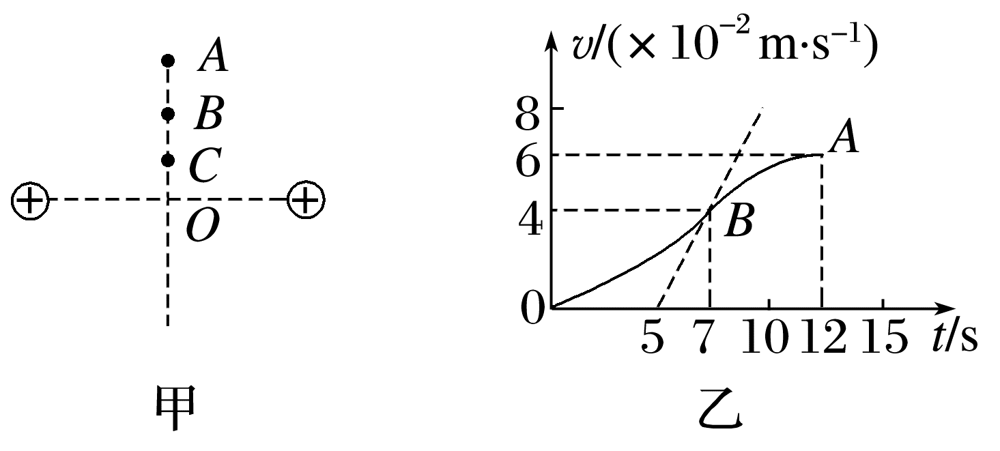 A
B
C
O
+
+
甲
v/(× 10⁻² m·s⁻¹)
8
6
4
0
A
B
5 7 10 12 15 t/s
乙